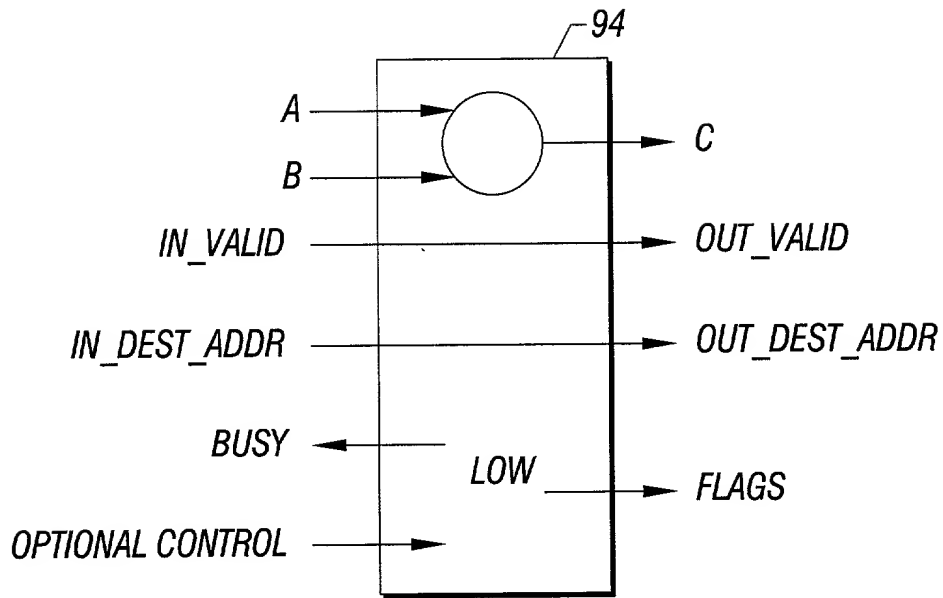 94
A
C
B
IN_VALID
OUT_VALID
IN_DEST_ADDR
OUT_DEST_ADDR
BUSY
LOW
FLAGS
OPTIONAL CONTROL